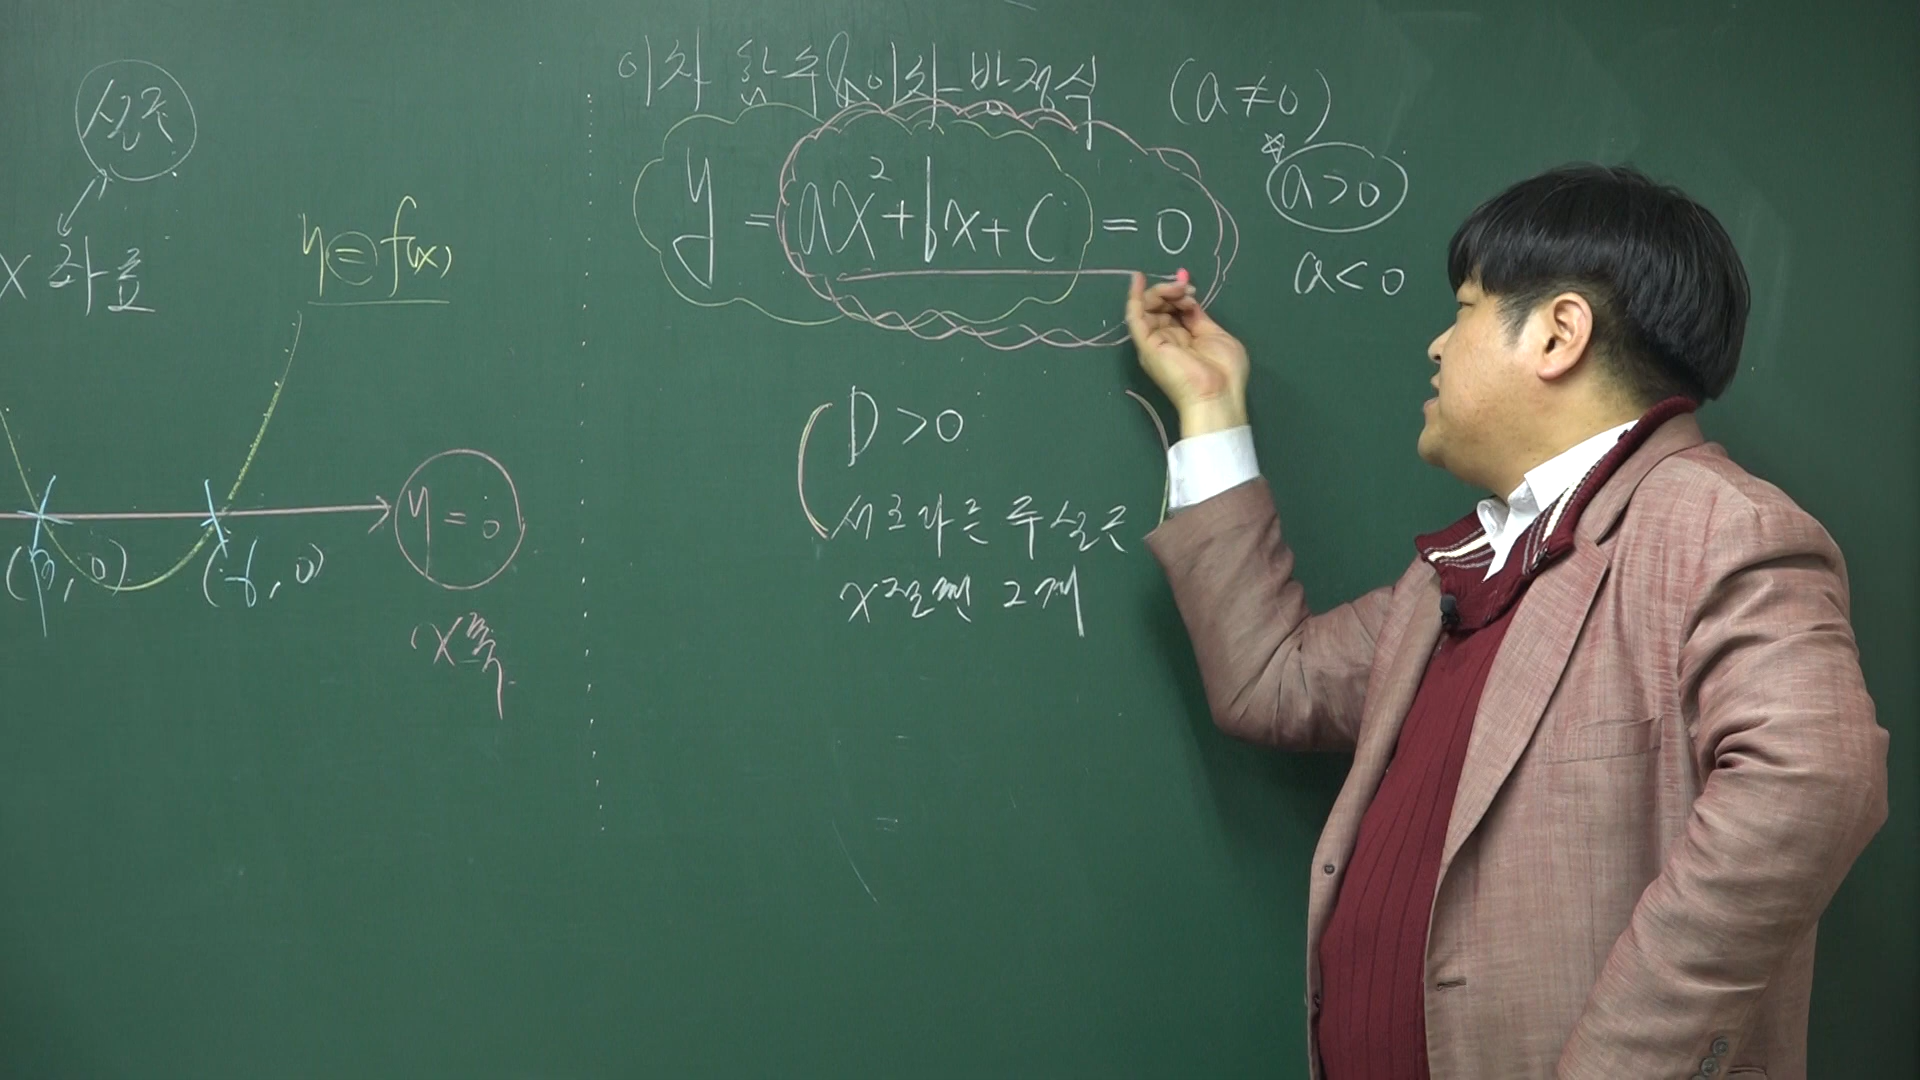 실근
x 좌표
y = f(x)
( , 0)
( , 0)
y = 0
x축
이차 함수 & 이차 방정식
(a ≠ 0)
y = ax² + bx + c = 0
a > 0
a < 0
D > 0
서로 다른 두 실근
x절편 2개